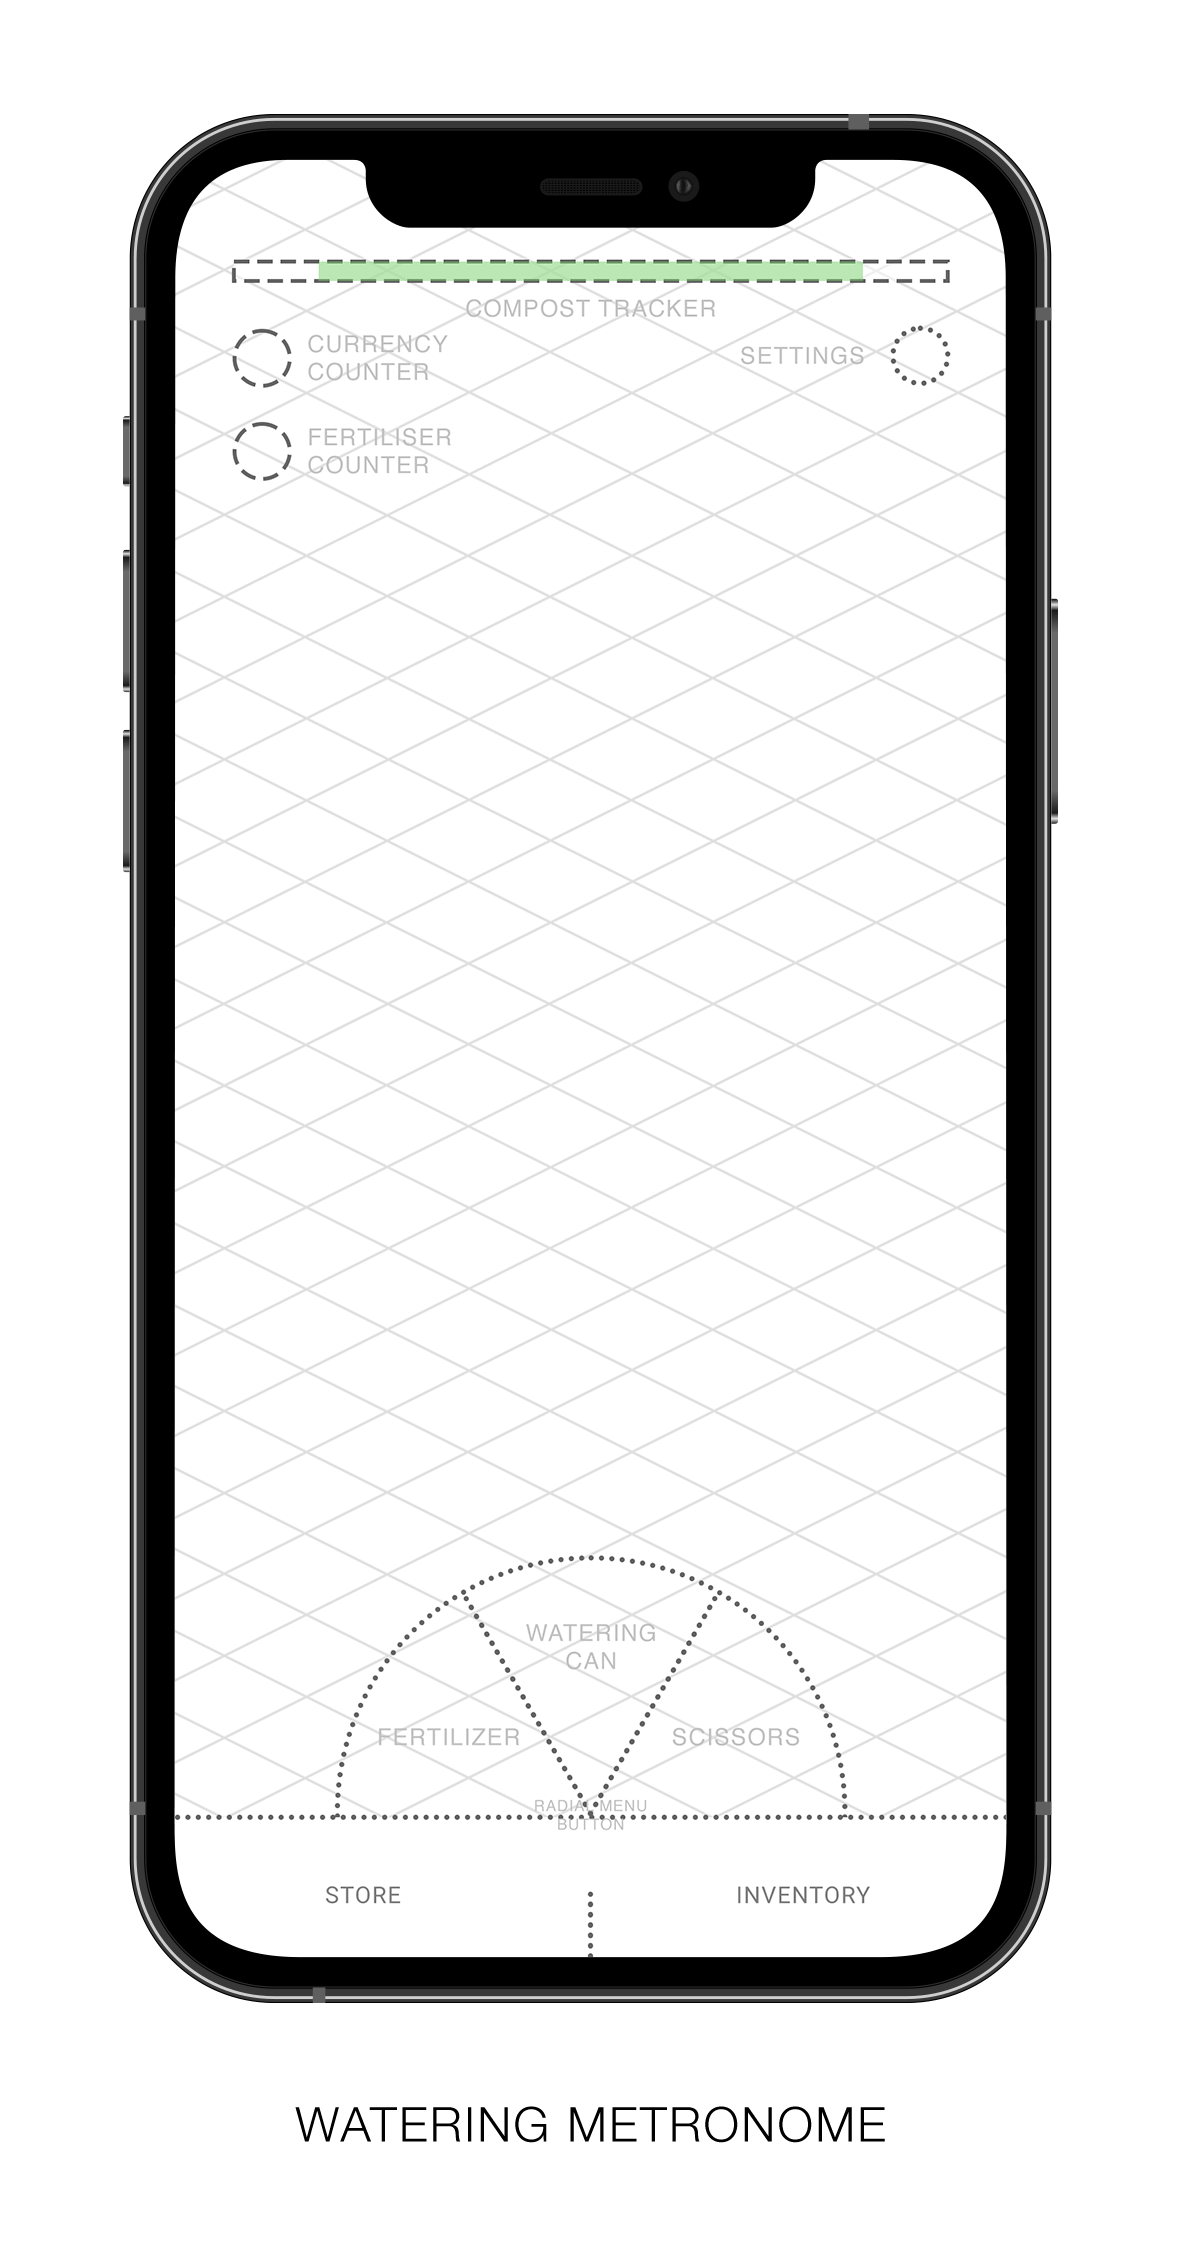 COMPOST TRACKER
CURRENCY
COUNTER
SETTINGS
FERTILISER
COUNTER
WATERING
CAN
FERTILIZER
SCISSORS
RADIAL MENU
BUTTON
STORE
INVENTORY
WATERING METRONOME